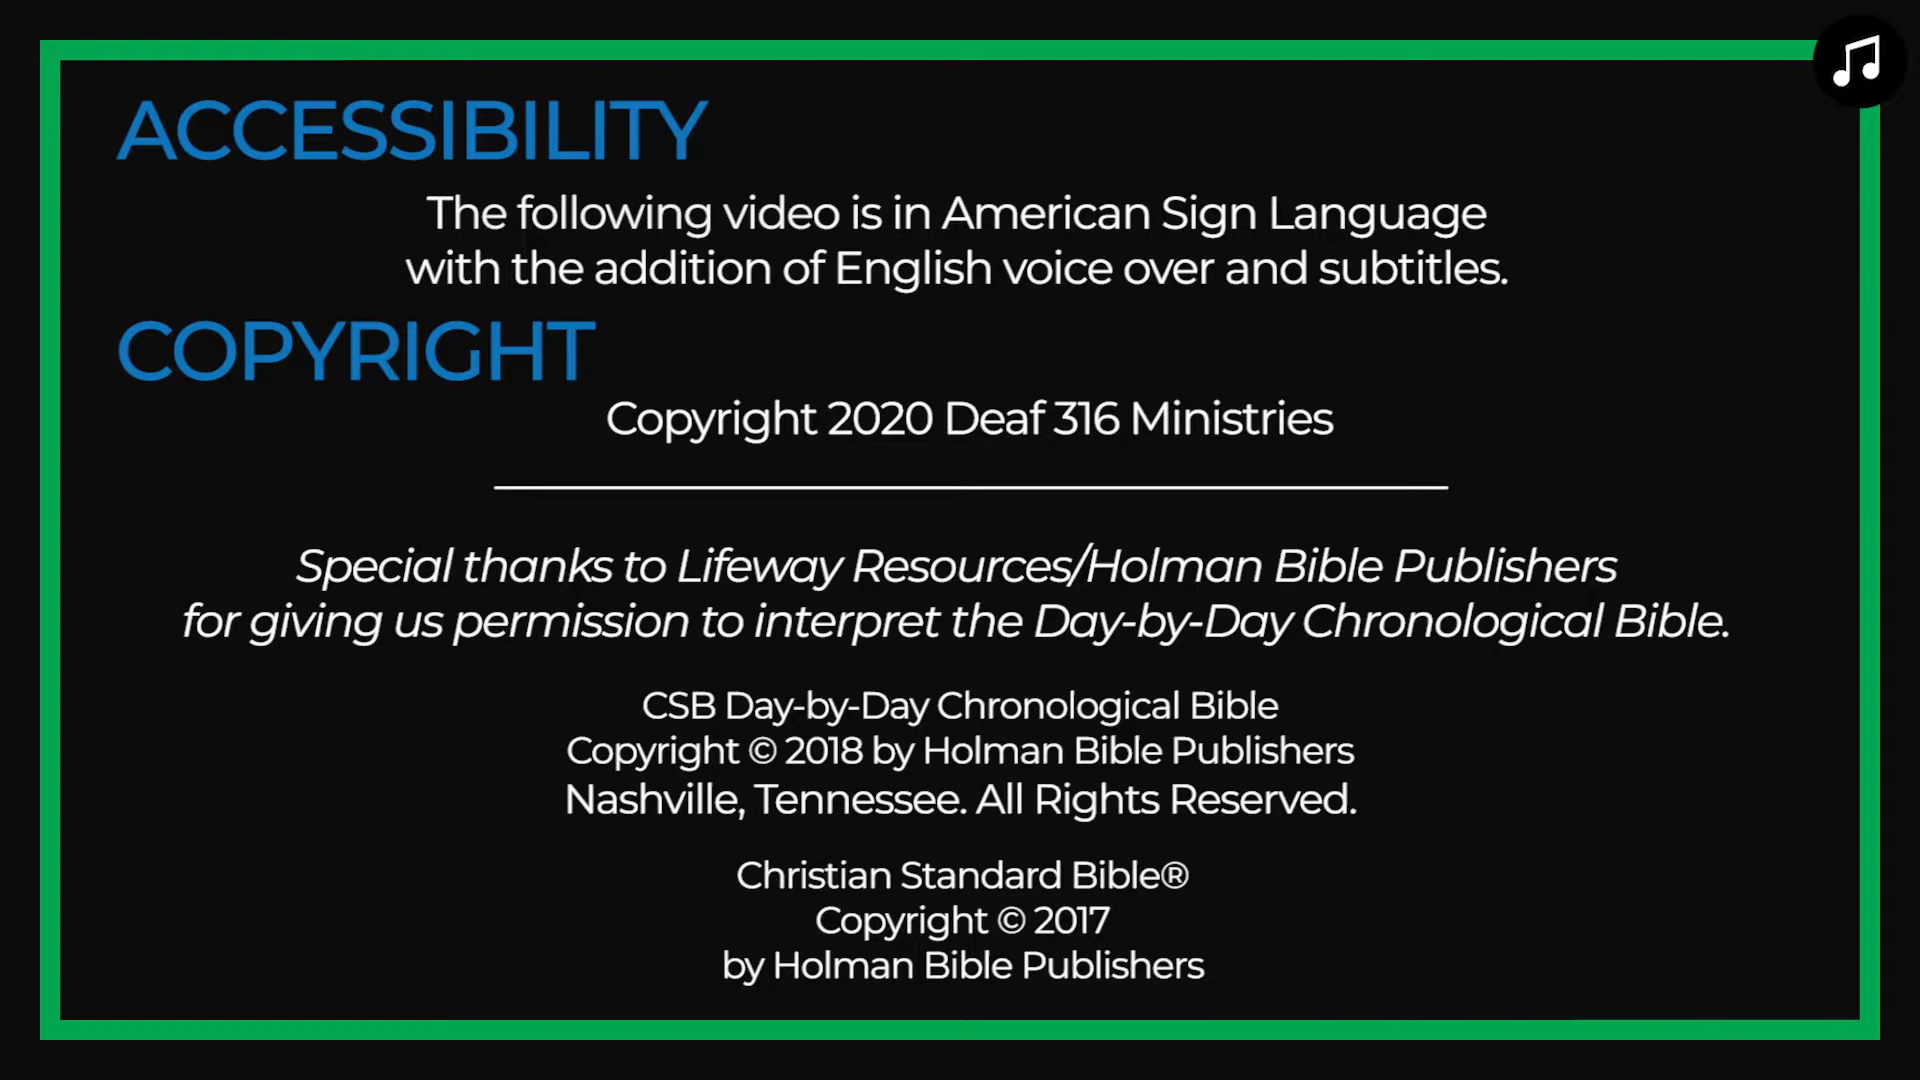 ACCESSIBILITY
The following video is in American Sign Language
with the addition of English voice over and subtitles.
COPYRIGHT
Copyright 2020 Deaf 316 Ministries
Special thanks to Lifeway Resources/Holman Bible Publishers
for giving us permission to interpret the Day-by-Day Chronological Bible.
CSB Day-by-Day Chronological Bible
Copyright © 2018 by Holman Bible Publishers
Nashville, Tennessee. All Rights Reserved.
Christian Standard Bible®
Copyright © 2017
by Holman Bible Publishers